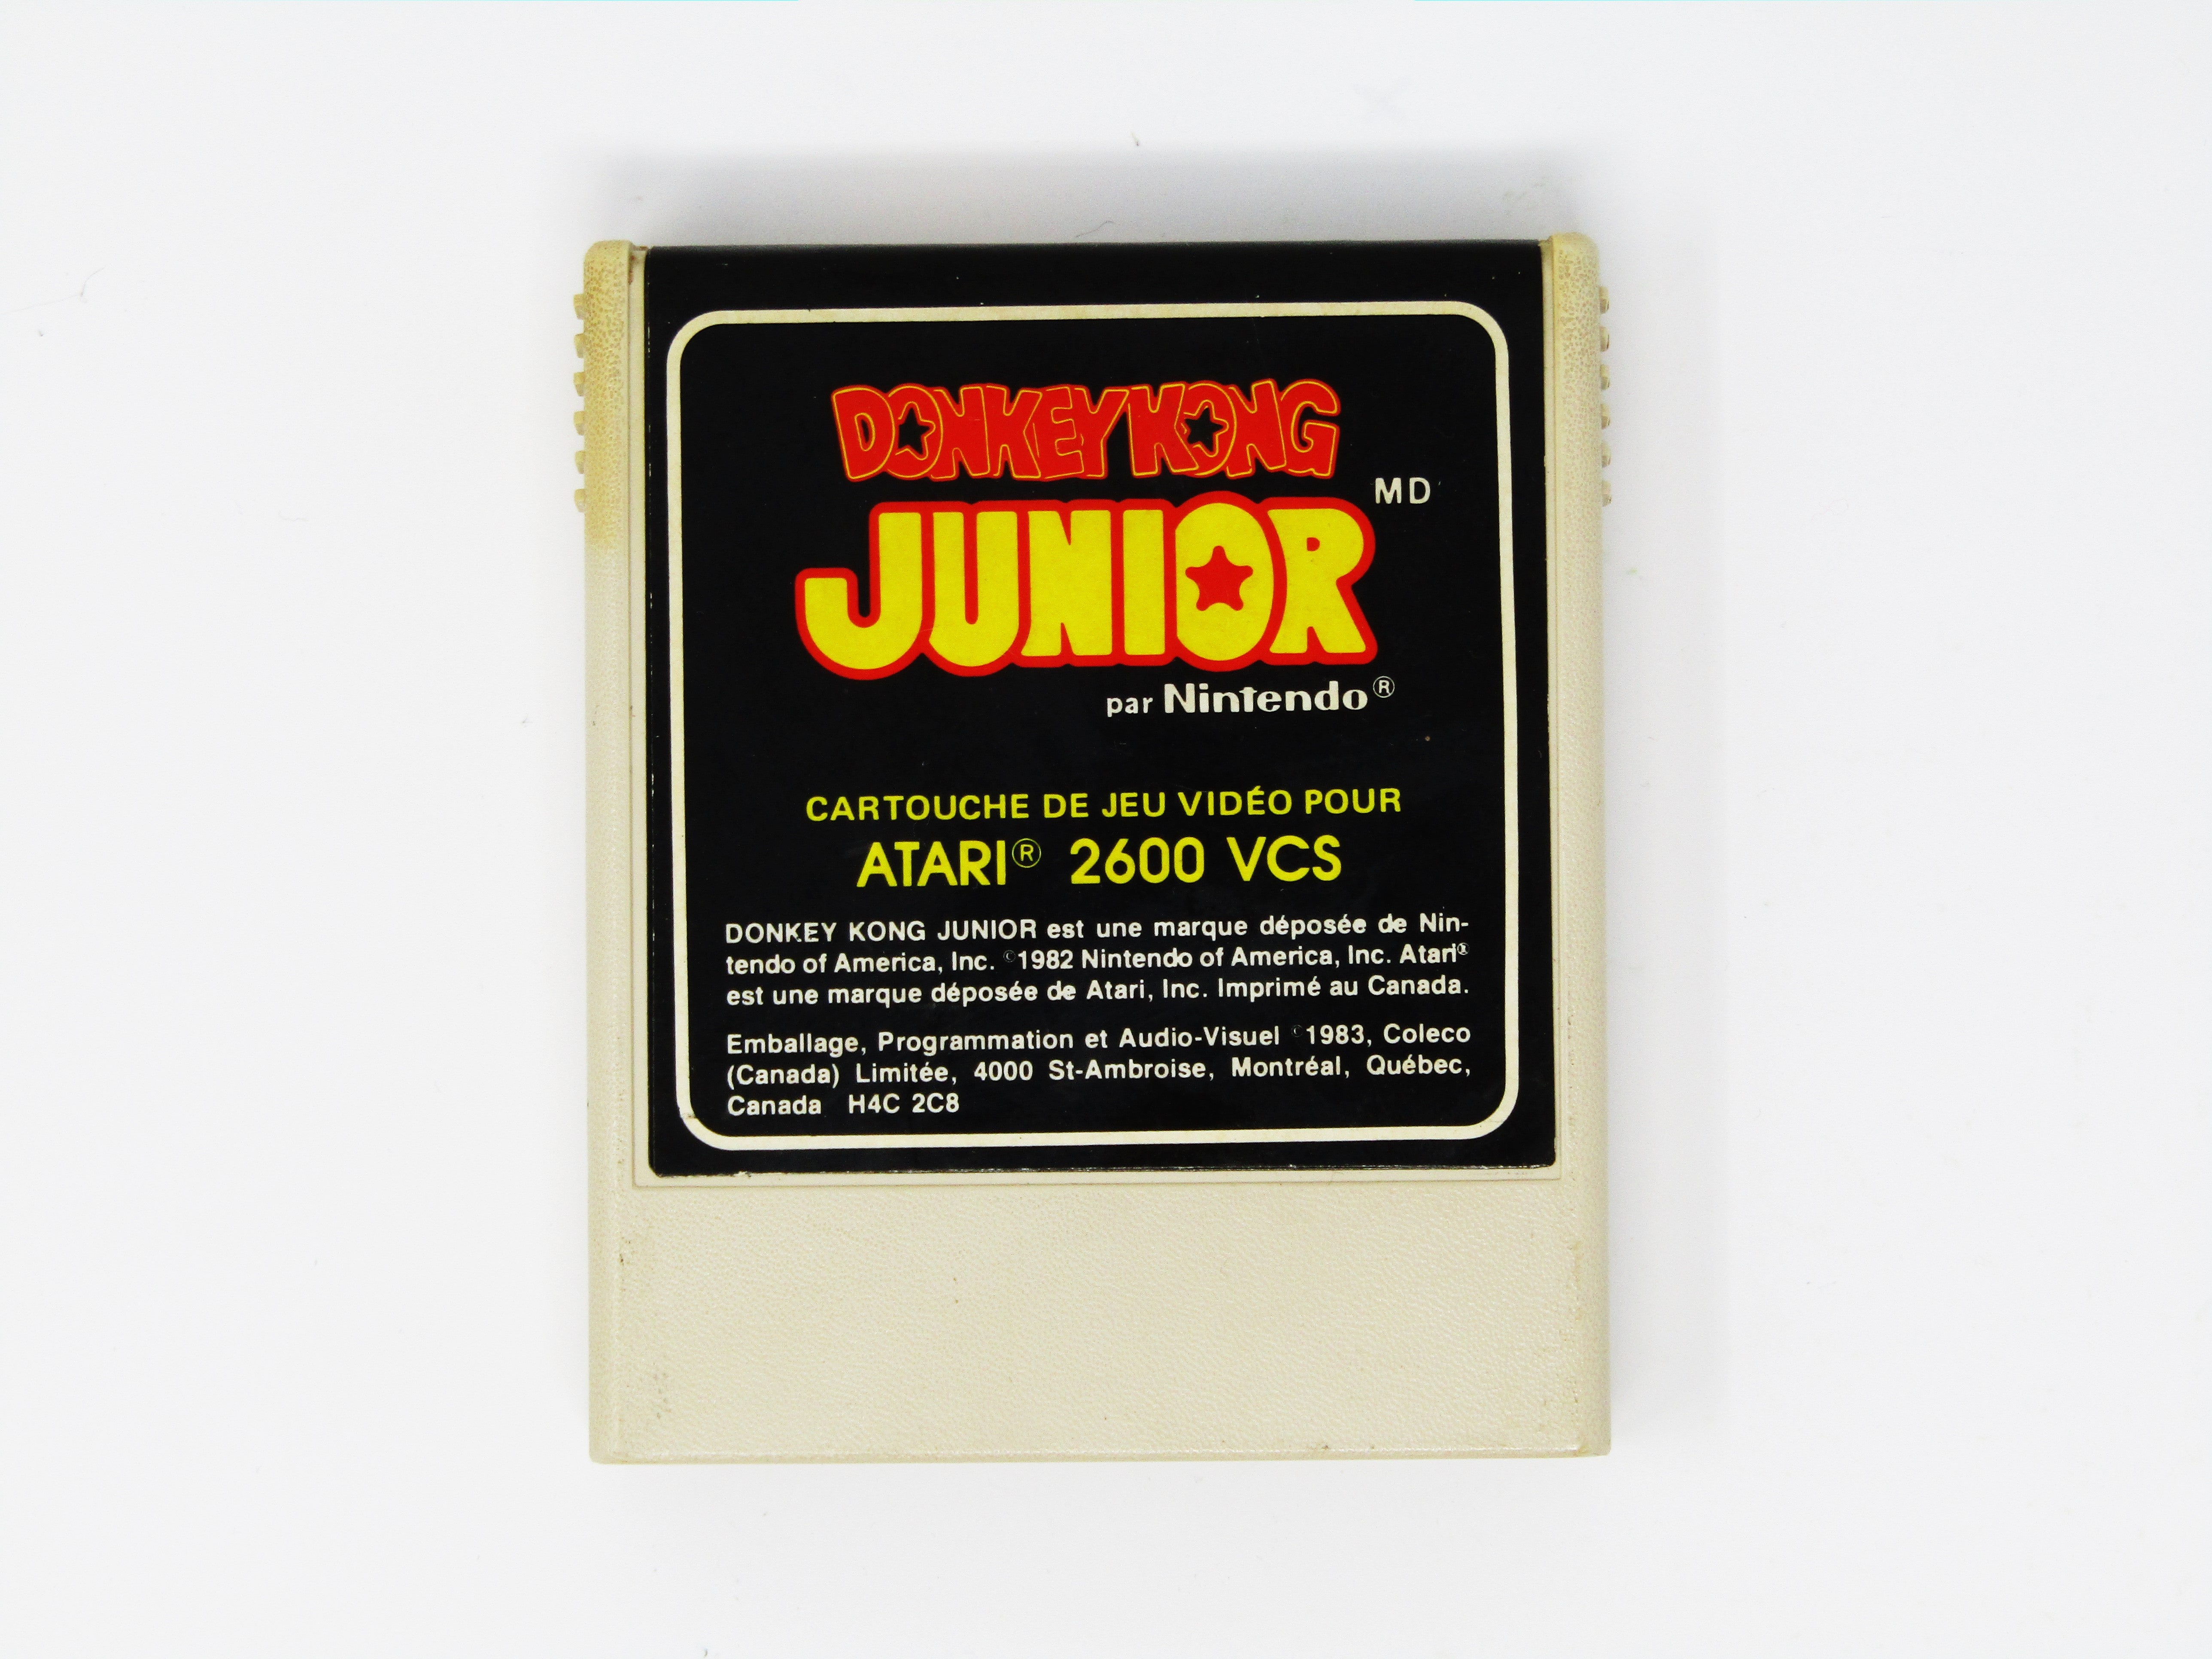 DONKEY KONG
JUNIOR MD
par Nintendo®
CARTOUCHE DE JEU VIDÉO POUR
ATARI® 2600 VCS
DONKEY KONG JUNIOR est une marque déposée de Nin-
tendo of America, Inc. ©1982 Nintendo of America, Inc. Atari®
est une marque déposée de Atari, Inc. Imprimé au Canada.
Emballage, Programmation et Audio-Visuel ©1983, Coleco
(Canada) Limitée, 4000 St-Ambroise, Montréal, Québec,
Canada H4C 2C8